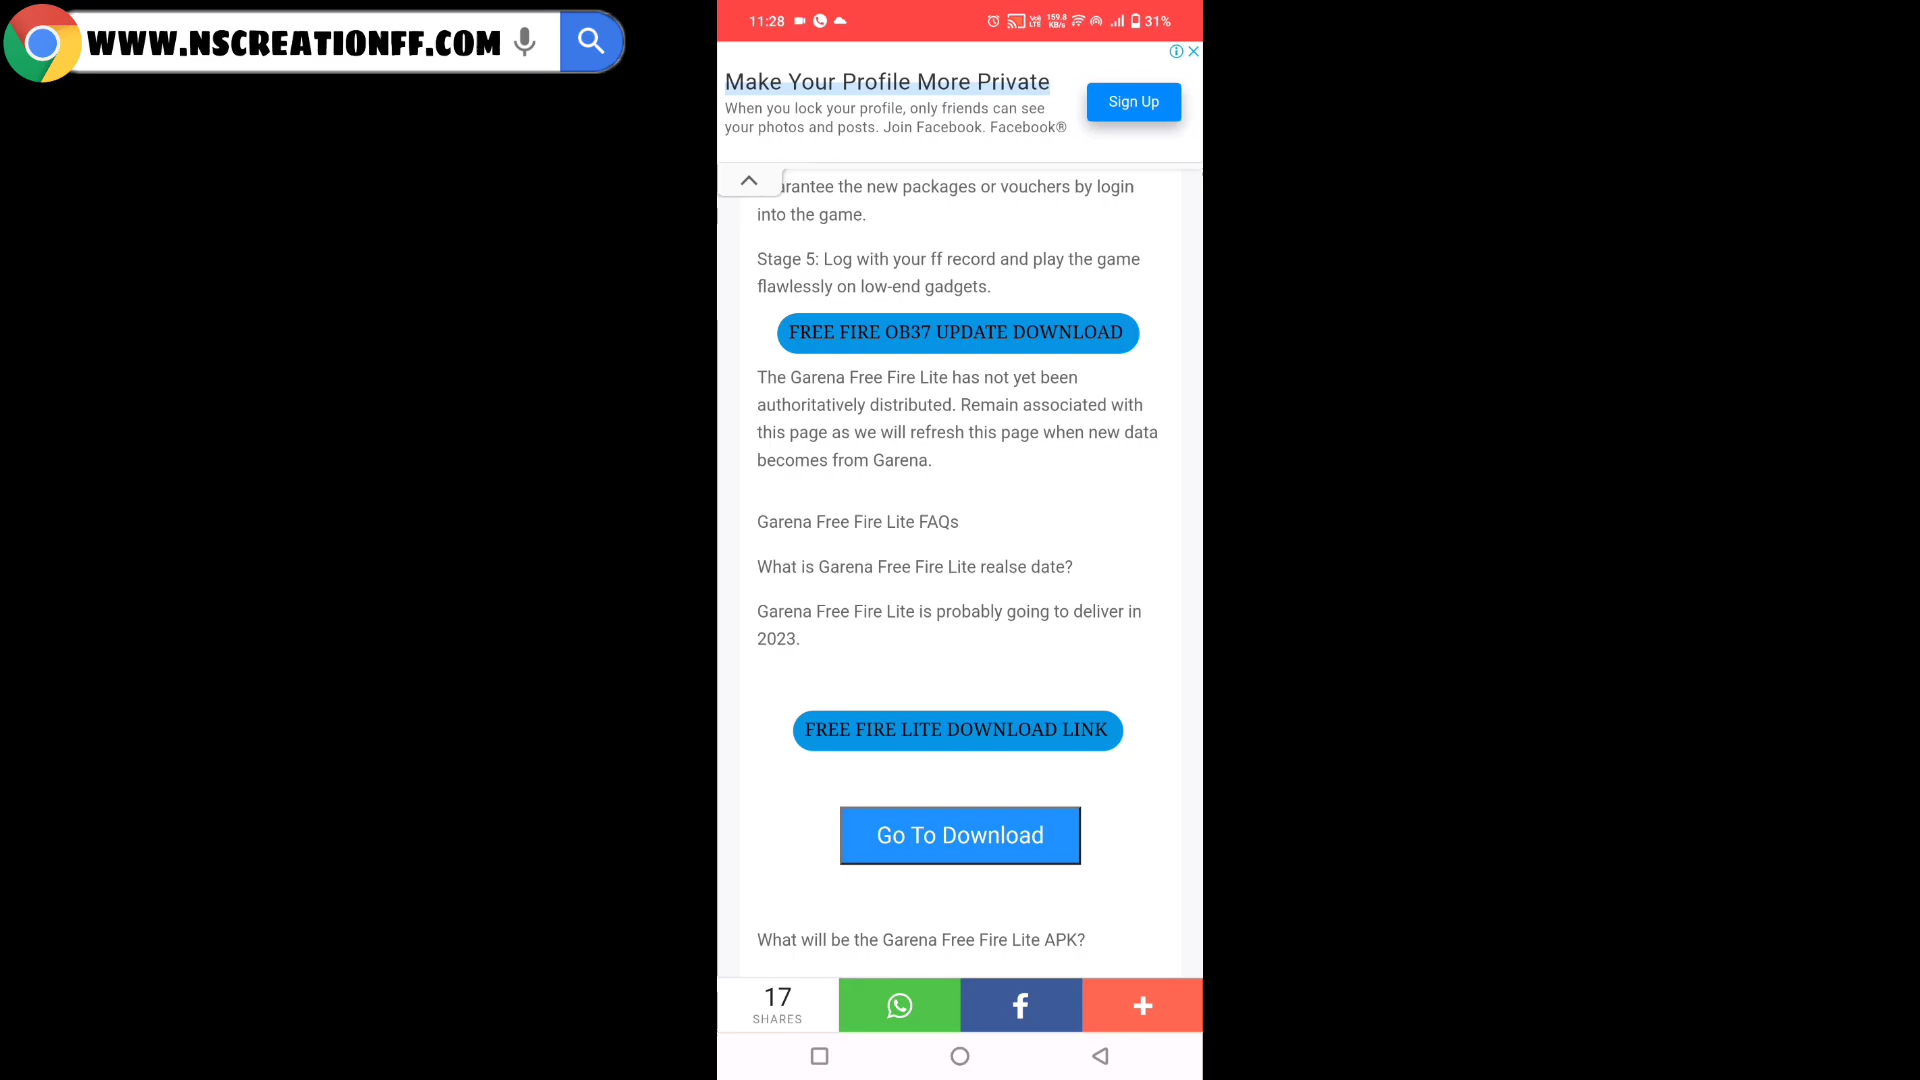 WWW.NSCREATIONFF.COM
11:28
VoLTE 159.8 KB/s 31%
Make Your Profile More Private
When you lock your profile, only friends can see
your photos and posts. Join Facebook. Facebook®
Sign Up
rantee the new packages or vouchers by login
into the game.
Stage 5: Log with your ff record and play the game
flawlessly on low-end gadgets.
FREE FIRE OB37 UPDATE DOWNLOAD
The Garena Free Fire Lite has not yet been
authoritatively distributed. Remain associated with
this page as we will refresh this page when new data
becomes from Garena.
Garena Free Fire Lite FAQs
What is Garena Free Fire Lite realse date?
Garena Free Fire Lite is probably going to deliver in
2023.
FREE FIRE LITE DOWNLOAD LINK
Go To Download
What will be the Garena Free Fire Lite APK?
17
SHARES